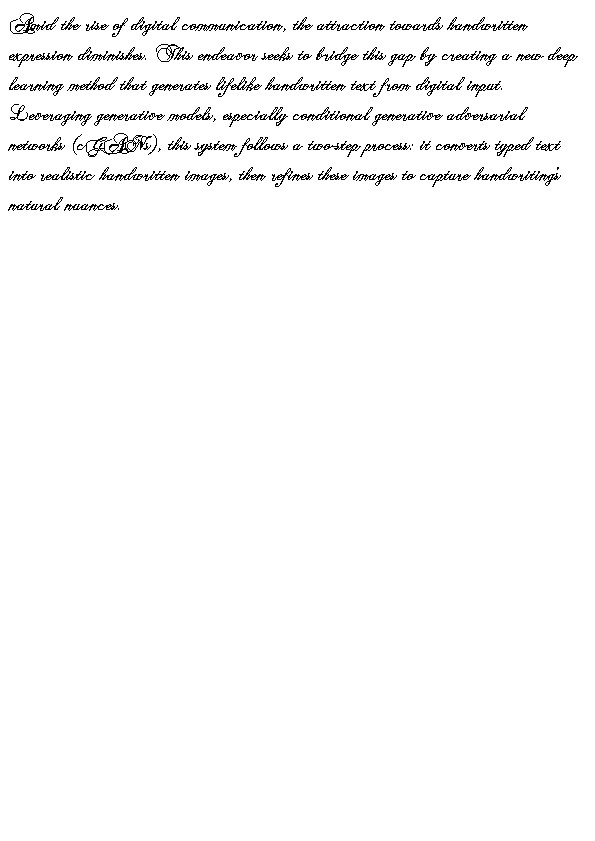 Amid the rise of digital communication, the attraction towards handwritten
expression diminishes. This endeavor seeks to bridge this gap by creating a new deep
learning method that generates lifelike handwritten text from digital input.
Leveraging generative models, especially conditional generative adversarial
networks (cGANs), this system follows a two-step process: it converts typed text
into realistic handwritten images, then refines these images to capture handwriting's
natural nuances.